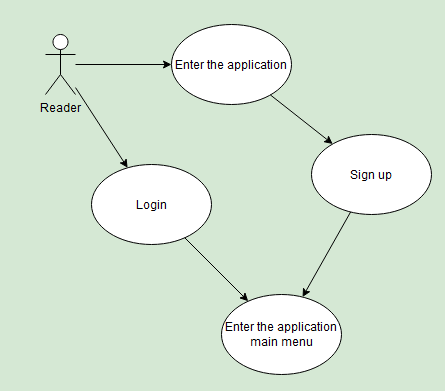 Enter the application
Reader
Sign up
Login
Enter the application
main menu